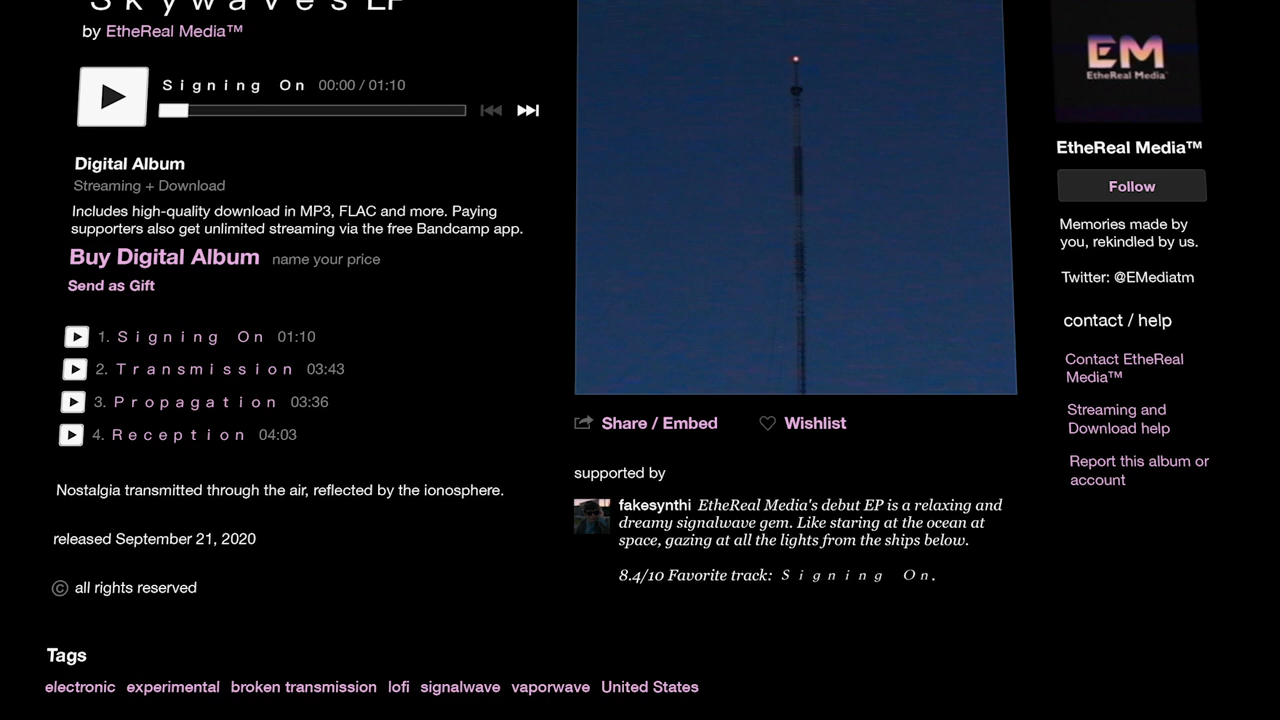 S k y w a v e s EP
by EtheReal Media™
S i g n i n g  O n 00:00 / 01:10
Digital Album
Streaming + Download
Includes high-quality download in MP3, FLAC and more. Paying
supporters also get unlimited streaming via the free Bandcamp app.
Buy Digital Album name your price
Send as Gift
1. S i g n i n g  O n 01:10
2. T r a n s m i s s i o n 03:43
3. P r o p a g a t i o n 03:36
4. R e c e p t i o n 04:03
Nostalgia transmitted through the air, reflected by the ionosphere.
released September 21, 2020
© all rights reserved
Tags
electronic experimental broken transmission lofi signalwave vaporwave United States
Share / Embed Wishlist
supported by
fakesynthi EtheReal Media's debut EP is a relaxing and
dreamy signalwave gem. Like staring at the ocean at
space, gazing at all the lights from the ships below.
8.4/10 Favorite track: S i g n i n g  O n.
EM
EtheReal Media™
EtheReal Media™
Follow
Memories made by
you, rekindled by us.
Twitter: @EMediatm
contact / help
Contact EtheReal
Media™
Streaming and
Download help
Report this album or
account